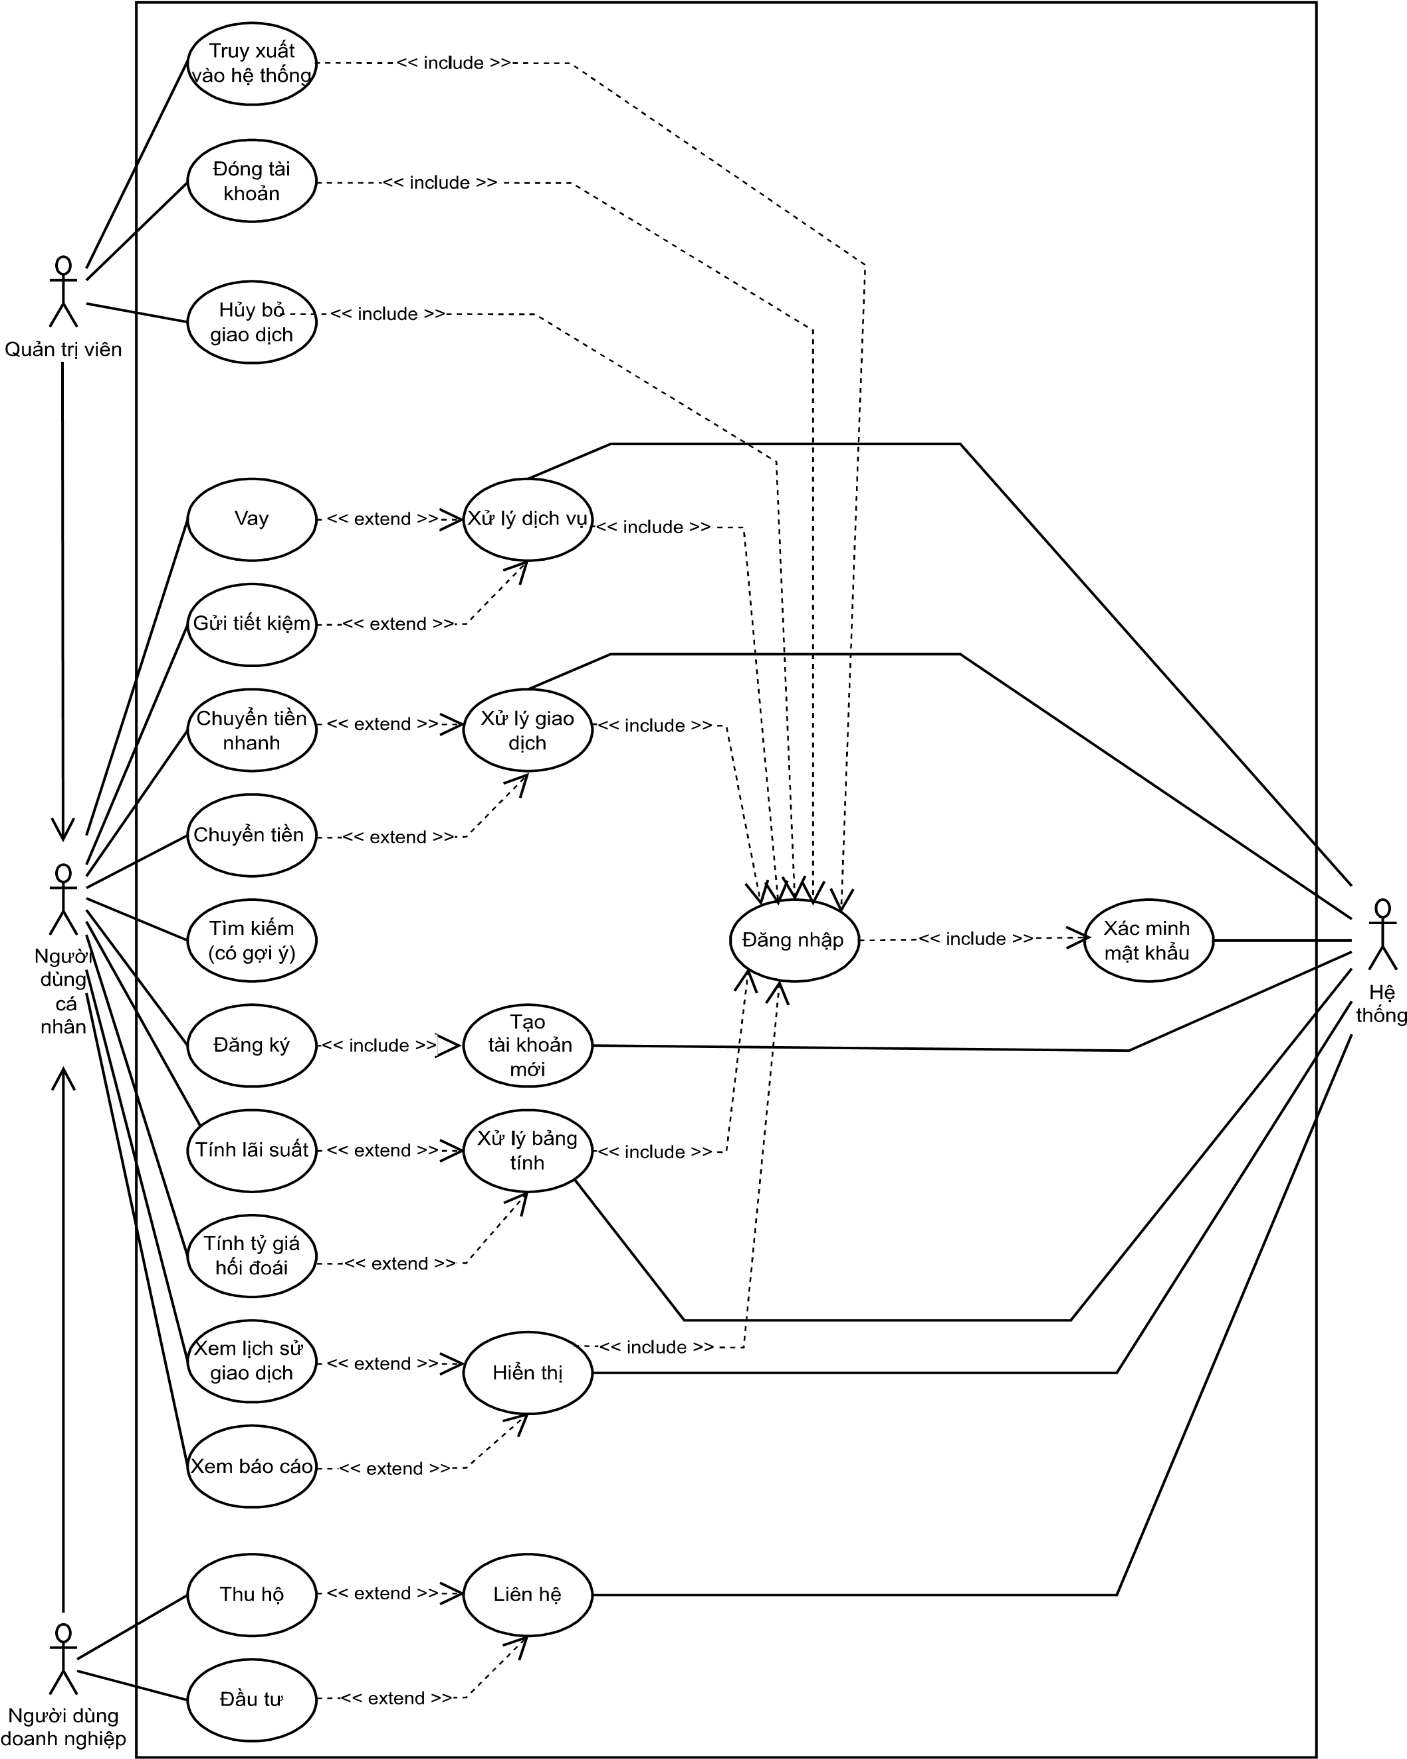 Truy xuất
vào hệ thống
<< include >>
Đóng tài
khoản
<< include >>
Hủy bỏ
giao dịch
<< include >>
Quản trị viên
Vay
<< extend >>
Xử lý dịch vụ
<< include >>
Gửi tiết kiệm
<< extend >>
Chuyển tiền
nhanh
<< extend >>
Xử lý giao
dịch
<< include >>
Chuyển tiền
<< extend >>
Tìm kiếm
(có gợi ý)
Đăng nhập
<< include >>
Xác minh
mật khẩu
Người
dùng
cá
nhân
Hệ
thống
Đăng ký
<< include >>
Tạo
tài khoản
mới
Tính lãi suất
<< extend >>
Xử lý bảng
tính
<< include >>
Tính tỷ giá
hối đoái
<< extend >>
Xem lịch sử
giao dịch
<< extend >>
Hiển thị
<< include >>
Xem báo cáo
<< extend >>
Thu hộ
<< extend >>
Liên hệ
Đầu tư
<< extend >>
Người dùng
doanh nghiệp